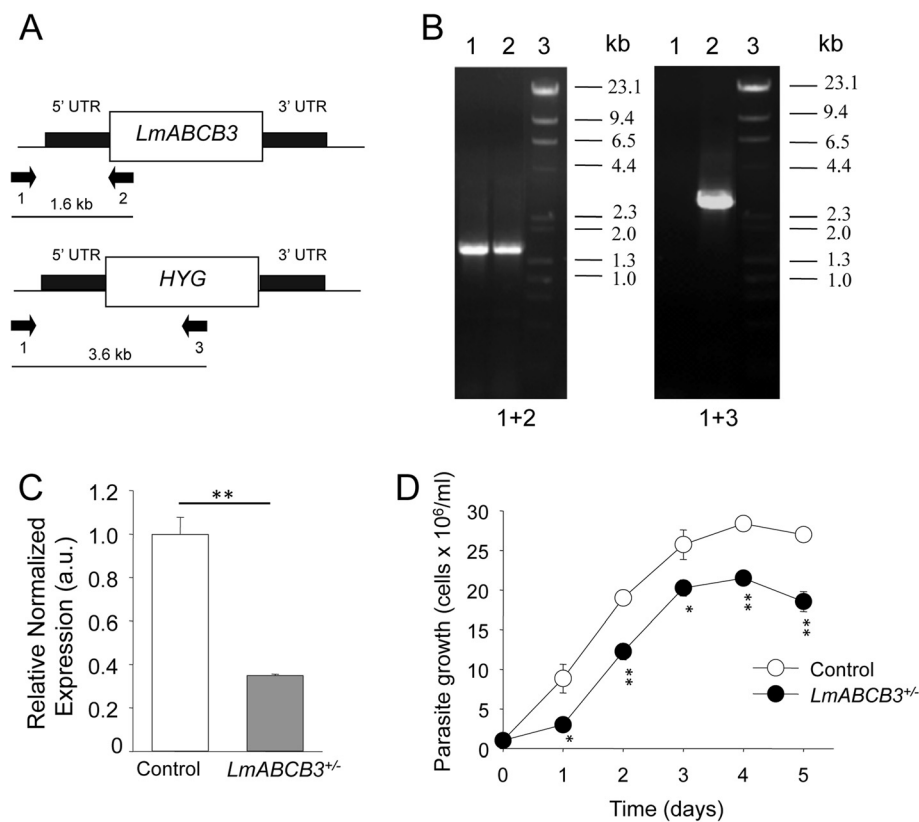 A
5' UTR
LmABCB3
3' UTR
1
2
1.6 kb
5' UTR
HYG
3' UTR
1
3
3.6 kb
B
1 2 3 kb
23.1
9.4
6.5
4.4
2.3
2.0
1.3
1.0
1+2
1 2 3 kb
23.1
9.4
6.5
4.4
2.3
2.0
1.3
1.0
1+3
C
Relative Normalized
Expression (a.u.)
1.2
1.0
0.8
0.6
0.4
0.2
0
**
Control
LmABCB3+/-
D
Parasite growth (cells x 10⁶/ml)
30
26
20
15
10
5
0
*
**
*
**
**
Control
LmABCB3+/-
0 1 2 3 4 5
Time (days)